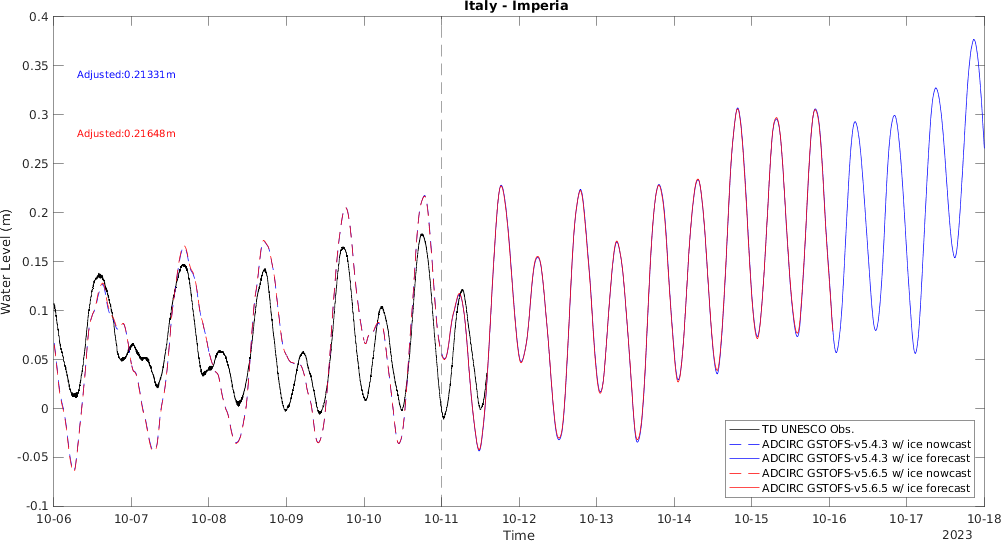 Italy - Imperia
0.4
0.35
0.3
0.25
0.2
0.15
0.1
0.05
0
-0.05
-0.1
Water Level (m)
Adjusted:0.21331m
Adjusted:0.21648m
TD UNESCO Obs.
ADCIRC GSTOFS-v5.4.3 w/ ice nowcast
ADCIRC GSTOFS-v5.4.3 w/ ice forecast
ADCIRC GSTOFS-v5.6.5 w/ ice nowcast
ADCIRC GSTOFS-v5.6.5 w/ ice forecast
10-06 10-07 10-08 10-09 10-10 10-11 10-12 10-13 10-14 10-15 10-16 10-17 10-18
Time
2023